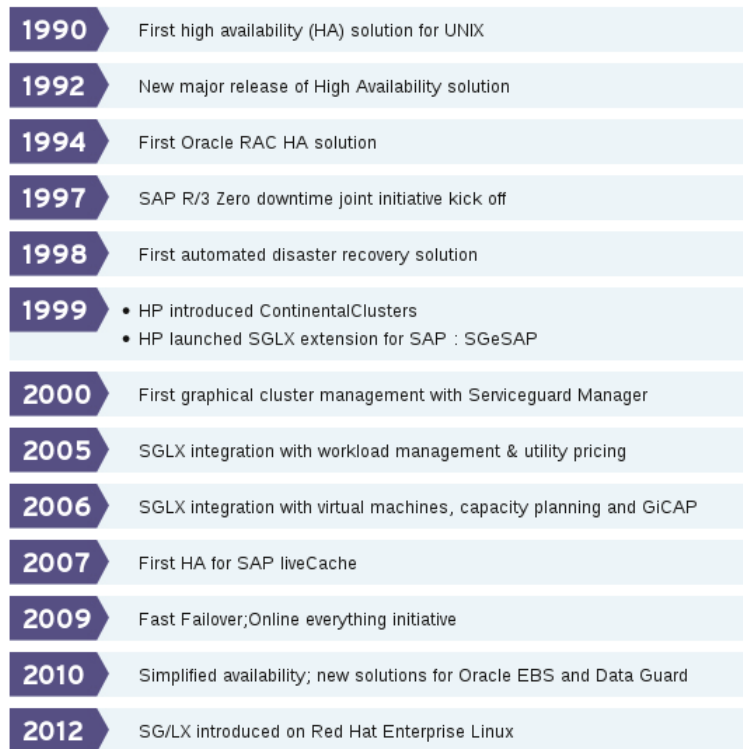 1990 First high availability (HA) solution for UNIX
1992 New major release of High Availability solution
1994 First Oracle RAC HA solution
1997 SAP R/3 Zero downtime joint initiative kick off
1998 First automated disaster recovery solution
1999 • HP introduced ContinentalClusters
• HP launched SGLX extension for SAP : SGeSAP
2000 First graphical cluster management with Serviceguard Manager
2005 SGLX integration with workload management & utility pricing
2006 SGLX integration with virtual machines, capacity planning and GiCAP
2007 First HA for SAP liveCache
2009 Fast Failover;Online everything initiative
2010 Simplified availability; new solutions for Oracle EBS and Data Guard
2012 SG/LX introduced on Red Hat Enterprise Linux